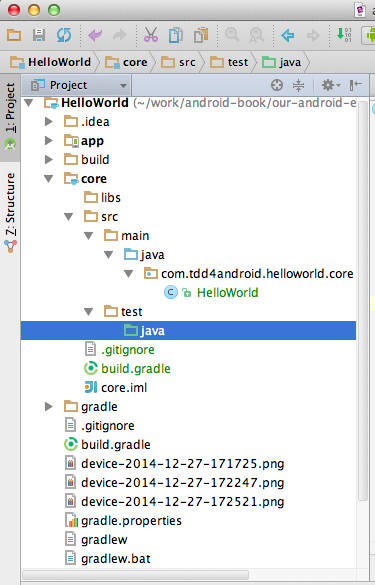 HelloWorld core src test java
1: Project
Z: Structure
Project
HelloWorld (~/work/android-book/our-android-e
.idea
app
build
core
libs
src
main
java
com.tdd4android.helloworld.core
C HelloWorld
test
java
.gitignore
build.gradle
core.iml
gradle
.gitignore
build.gradle
device-2014-12-27-171725.png
device-2014-12-27-172247.png
device-2014-12-27-172521.png
gradle.properties
gradlew
gradlew.bat